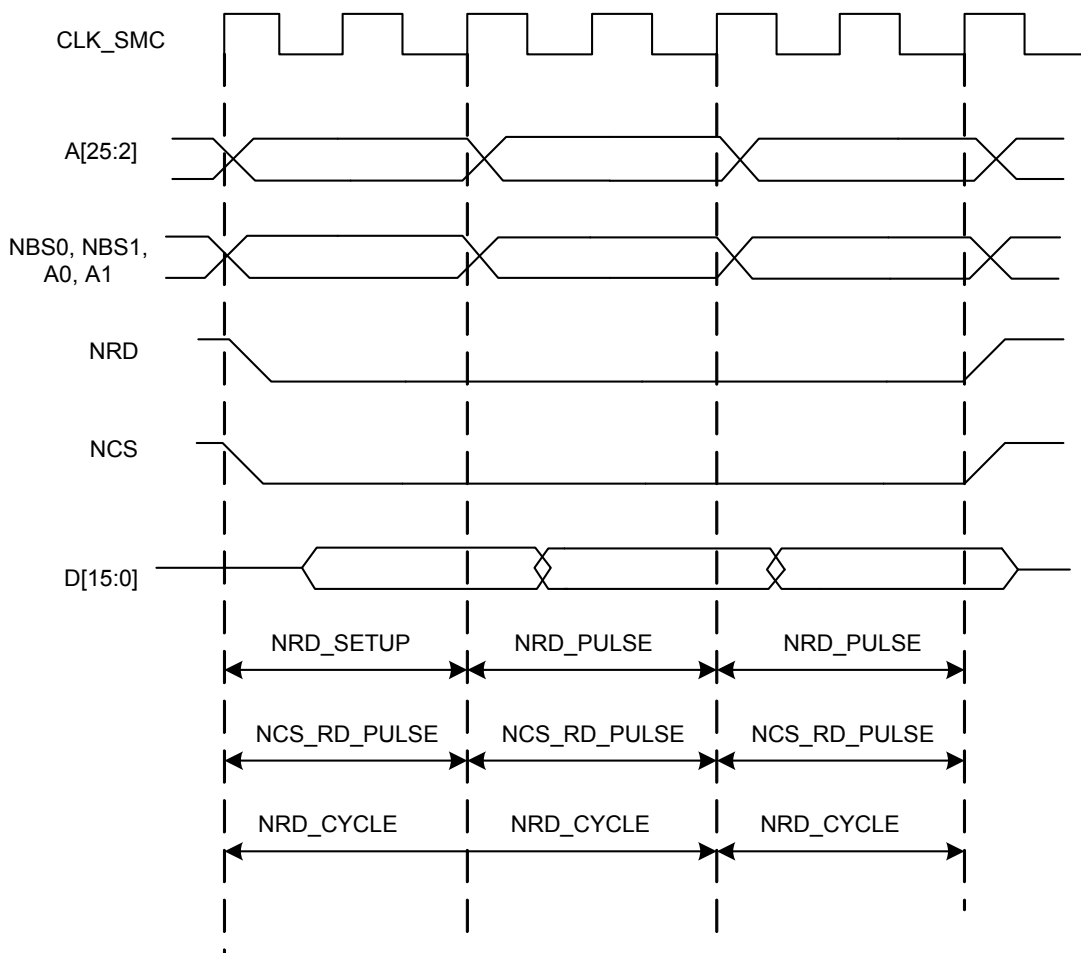 CLK_SMC
A[25:2]
NBS0, NBS1,
A0, A1
NRD
NCS
D[15:0]
NRD_SETUP NRD_PULSE NRD_PULSE
NCS_RD_PULSE NCS_RD_PULSE NCS_RD_PULSE
NRD_CYCLE NRD_CYCLE NRD_CYCLE